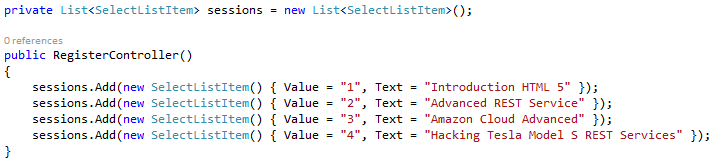 private List<SelectListItem> sessions = new List<SelectListItem>();
0 references
public RegisterController()
{
sessions.Add(new SelectListItem() { Value = "1", Text = "Introduction HTML 5" });
sessions.Add(new SelectListItem() { Value = "2", Text = "Advanced REST Service" });
sessions.Add(new SelectListItem() { Value = "3", Text = "Amazon Cloud Advanced" });
sessions.Add(new SelectListItem() { Value = "4", Text = "Hacking Tesla Model S REST Services" });
}